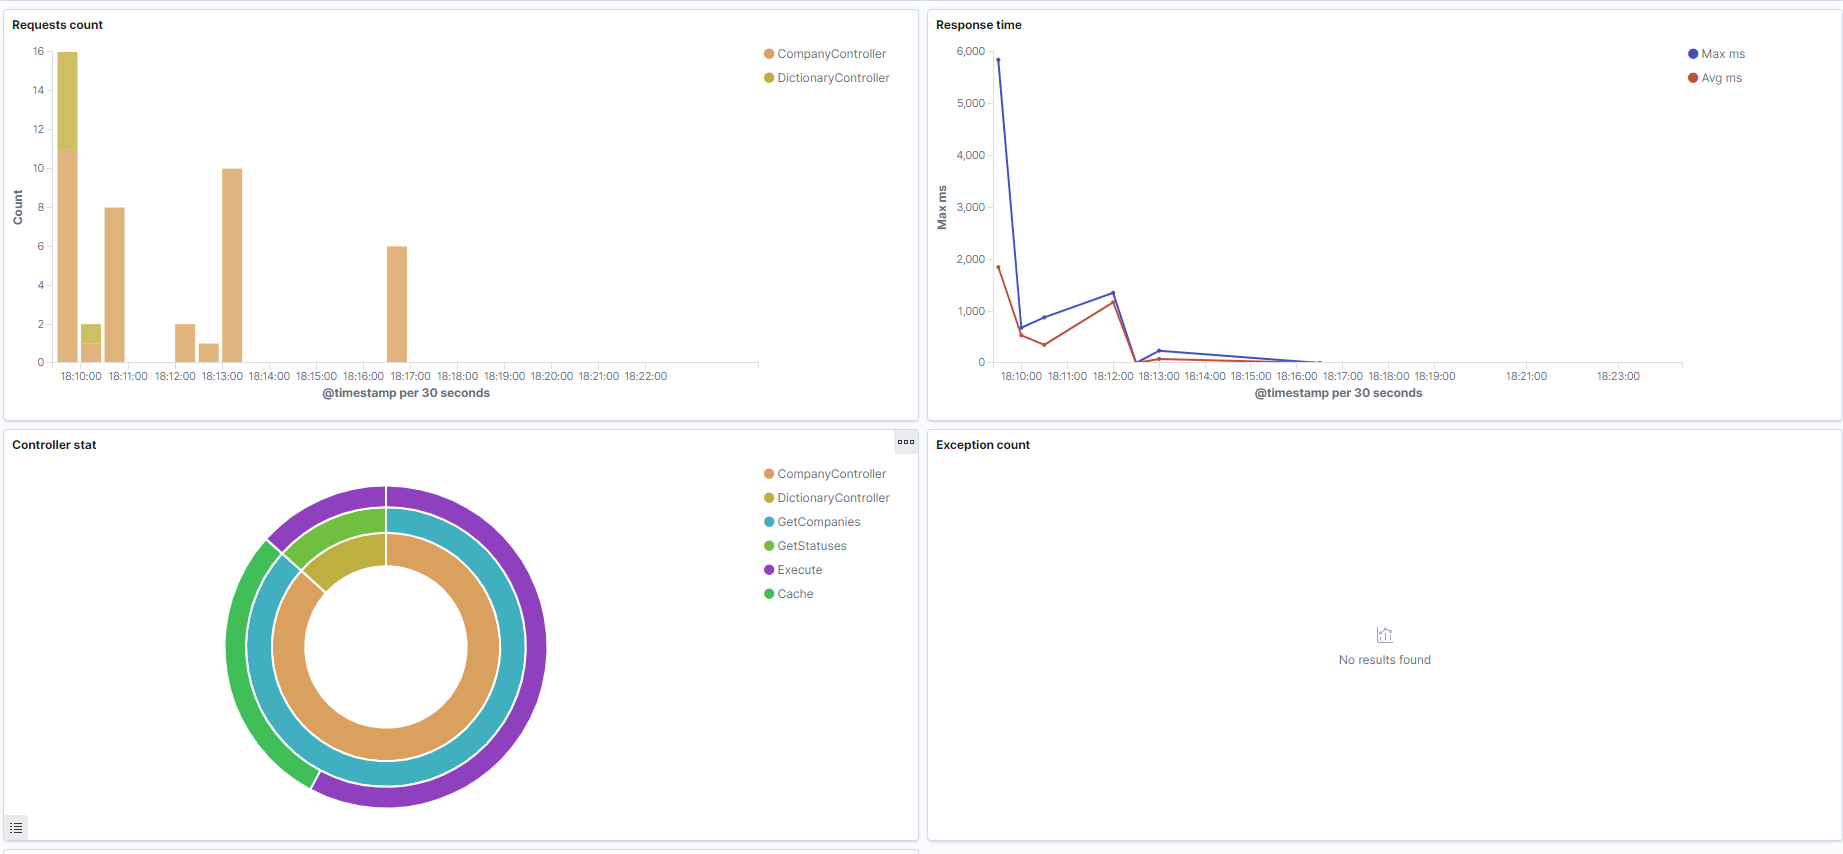 Requests count
16
14
12
10
8
6
4
2
0
Count
18:10:00 18:11:00 18:12:00 18:13:00 18:14:00 18:15:00 18:16:00 18:17:00 18:18:00 18:19:00 18:20:00 18:21:00 18:22:00
@timestamp per 30 seconds
CompanyController
DictionaryController
Response time
6,000
5,000
4,000
3,000
2,000
1,000
0
Max ms
18:10:00 18:11:00 18:12:00 18:13:00 18:14:00 18:15:00 18:16:00 18:17:00 18:18:00 18:19:00 18:21:00 18:23:00
@timestamp per 30 seconds
Max ms
Avg ms
Controller stat
CompanyController
DictionaryController
GetCompanies
GetStatuses
Execute
Cache
Exception count
No results found